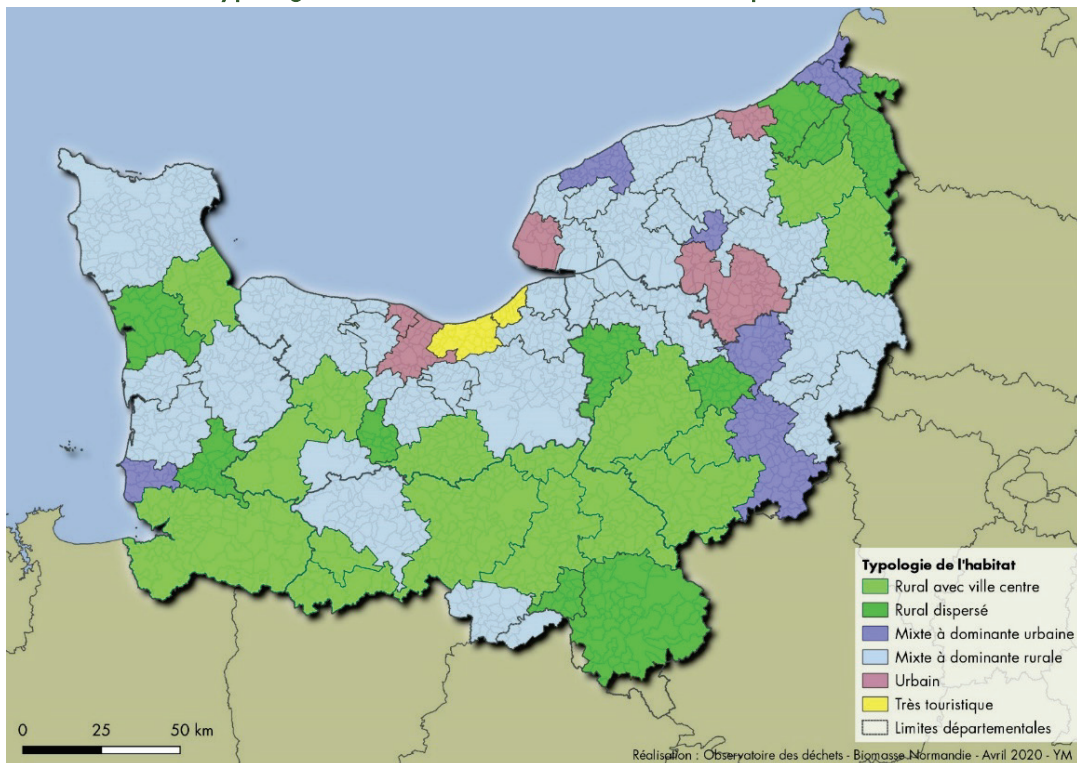 Typologie de l'habitat
Rural avec ville centre
Rural dispersé
Mixte à dominante urbaine
Mixte à dominante rurale
Urbain
Très touristique
Limites départementales
0 25 50 km
Réalisation : Observatoire des déchets - Biomasse Normandie - Avril 2020 - YM